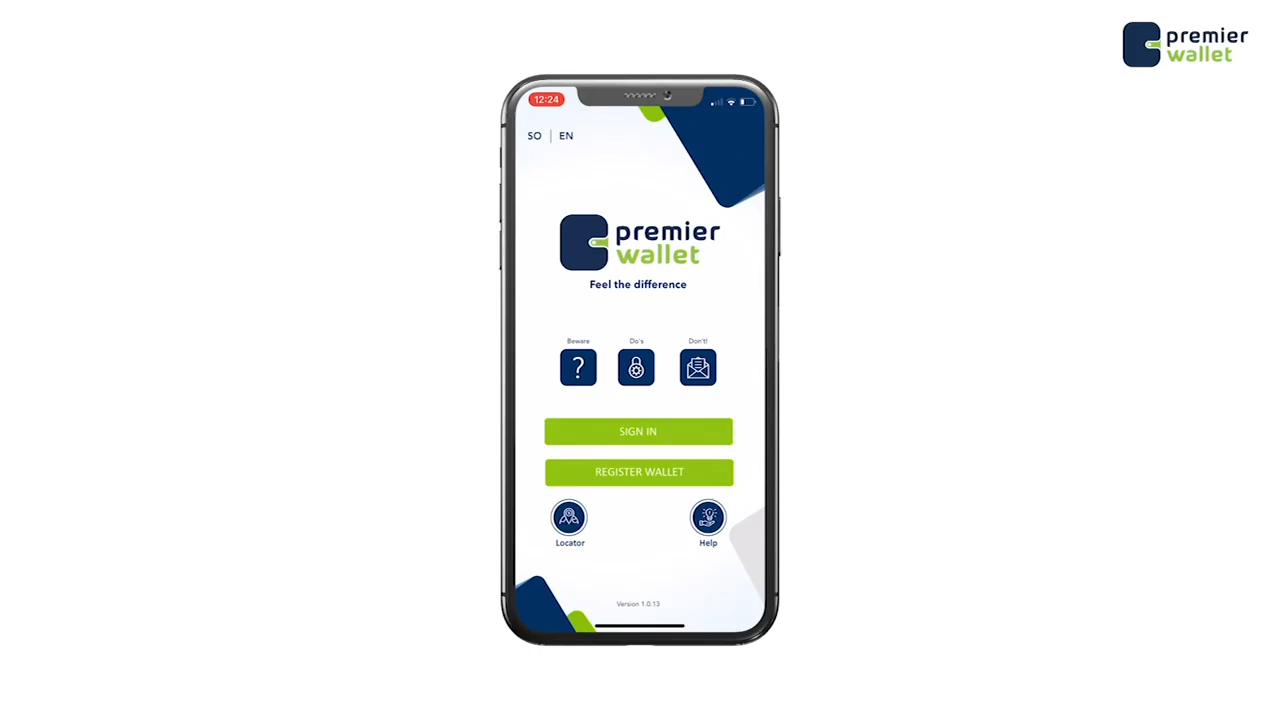 premier
wallet
12:24
SO | EN
premier
wallet
Feel the difference
Beware
Do's
Don't!
?
SIGN IN
REGISTER WALLET
Locator
Help
Version 1.0.13